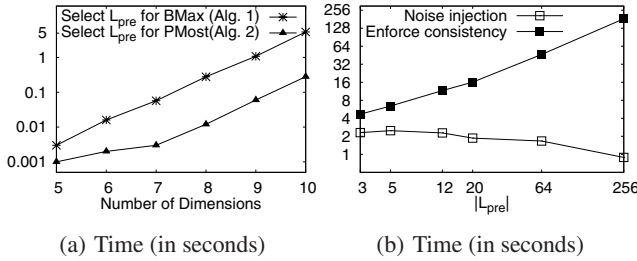 Select L_pre for BMax (Alg. 1)
Select L_pre for PMost(Alg. 2)
5
1
0.1
0.01
0.001
5 6 7 8 9 10
Number of Dimensions
(a) Time (in seconds)
Noise injection
Enforce consistency
256
128
64
32
16
8
4
2
1
3 5 12 20 64 256
|L_pre|
(b) Time (in seconds)